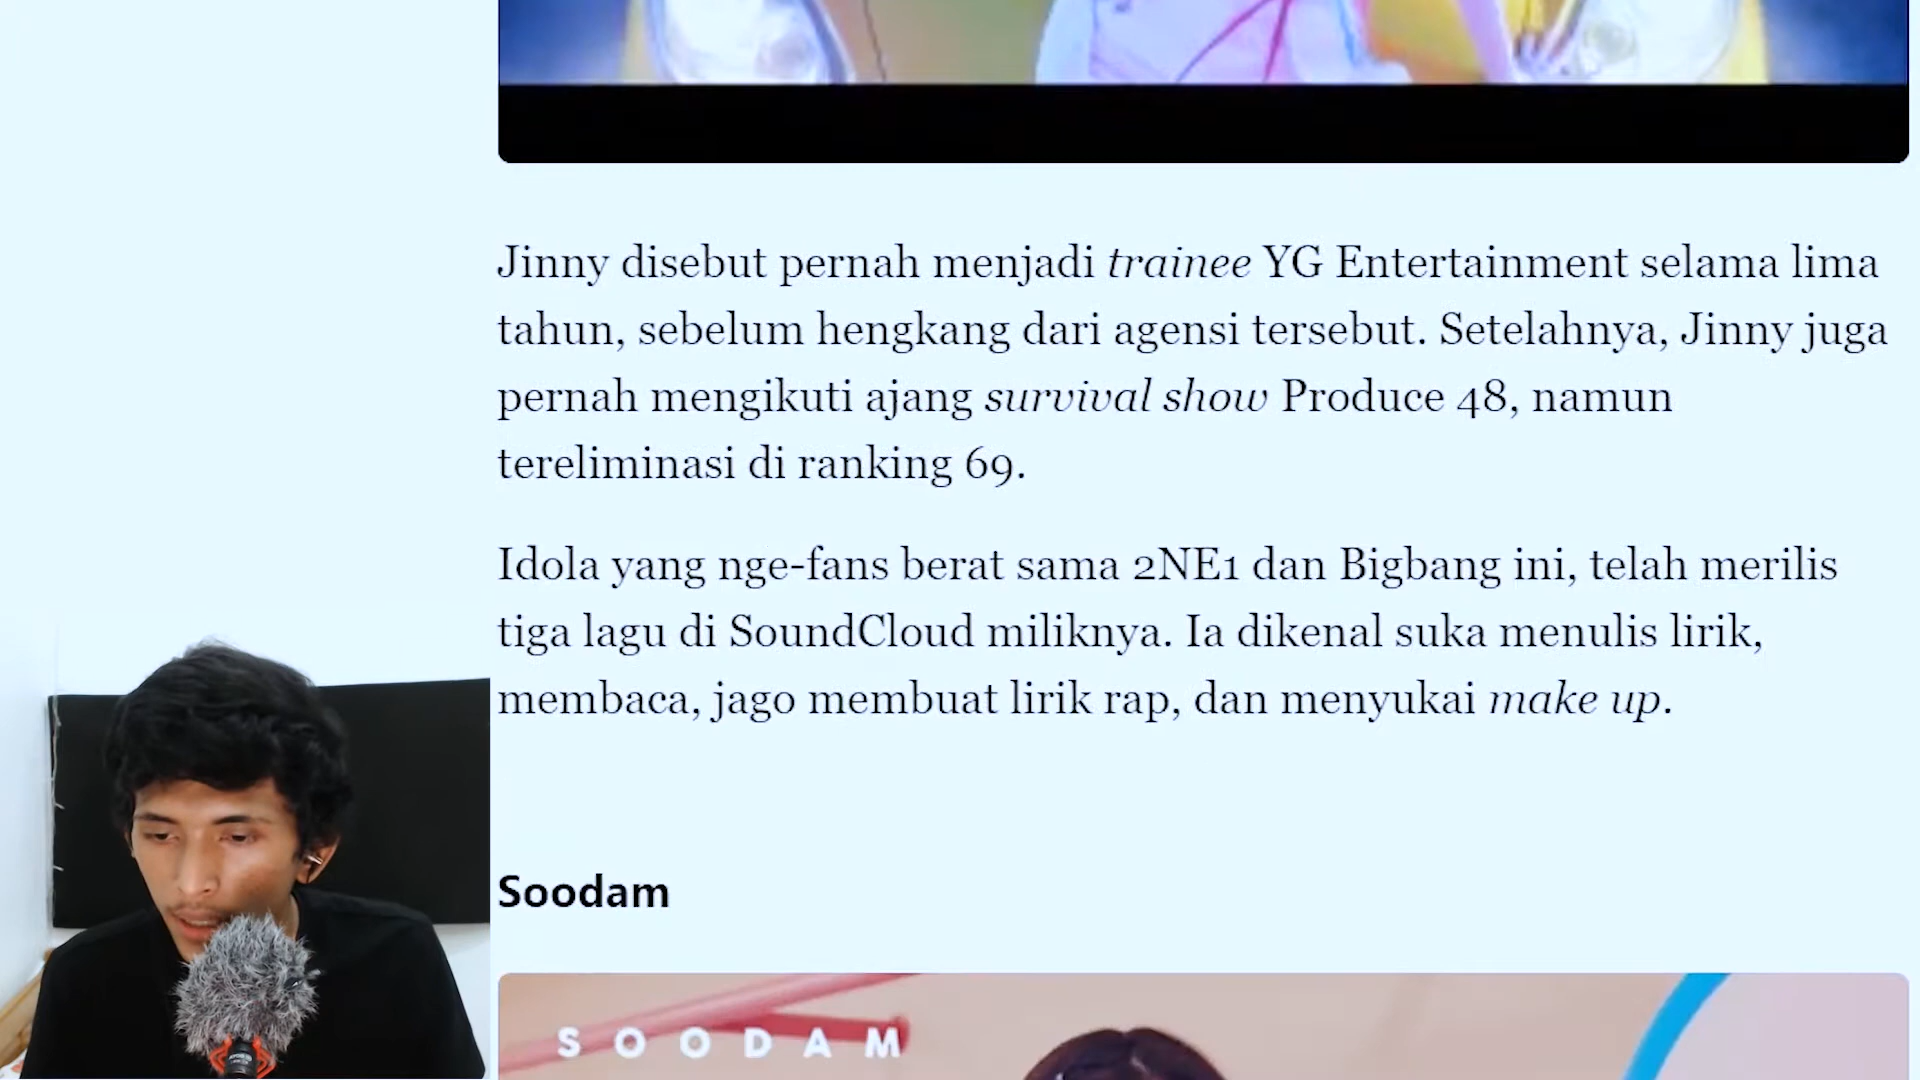 Jinny disebut pernah menjadi trainee YG Entertainment selama lima
tahun, sebelum hengkang dari agensi tersebut. Setelahnya, Jinny juga
pernah mengikuti ajang survival show Produce 48, namun
tereliminasi di ranking 69.
Idola yang nge-fans berat sama 2NE1 dan Bigbang ini, telah merilis
tiga lagu di SoundCloud miliknya. Ia dikenal suka menulis lirik,
membaca, jago membuat lirik rap, dan menyukai make up.
Soodam
SOODAM